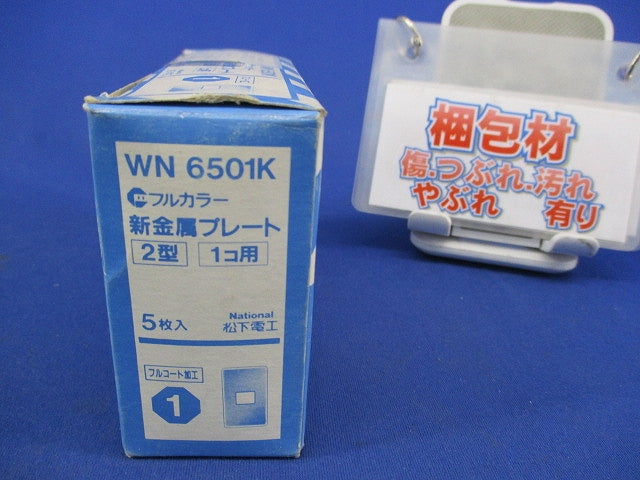 WN 6501K
フルカラー
新金属プレート
2型 1コ用
5枚入
National
松下電工
フルコート加工
1
梱包材
傷.つぶれ.汚れ
やぶれ 有り